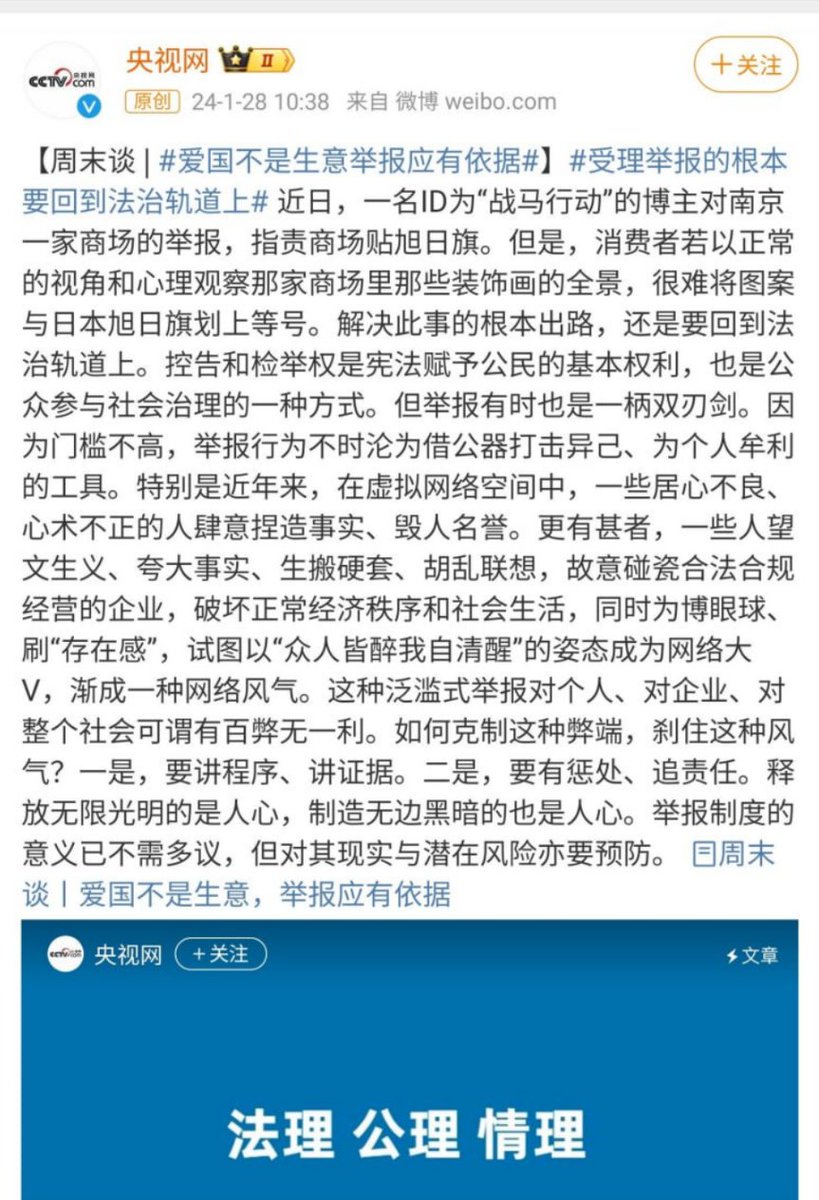 CCTV 央视网 com
央视网 II
原创 24-1-28 10:38 来自 微博 weibo.com
+关注
【周末谈 | #爱国不是生意举报应有依据#】#受理举报的根本
要回到法治轨道上# 近日，一名ID为“战马行动”的博主对南京
一家商场的举报，指责商场贴旭日旗。但是，消费者若以正常
的视角和心理观察那家商场里那些装饰画的全景，很难将图案
与日本旭日旗划上等号。解决此事的根本出路，还是要回到法
治轨道上。控告和检举权是宪法赋予公民的基本权利，也是公
众参与社会治理的一种方式。但举报有时也是一柄双刃剑。因
为门槛不高，举报行为不时沦为借公器打击异己、为个人牟利
的工具。特别是近年来，在虚拟网络空间中，一些居心不良、
心术不正的人肆意捏造事实、毁人名誉。更有甚者，一些人望
文生义、夸大事实、生搬硬套、胡乱联想，故意碰瓷合法合规
经营的企业，破坏正常经济秩序和社会生活，同时为博眼球、
刷“存在感”，试图以“众人皆醉我自清醒”的姿态成为网络大
V，渐成一种网络风气。这种泛滥式举报对个人、对企业、对
整个社会可谓有百弊无一利。如何克制这种弊端，刹住这种风
气？一是，要讲程序、讲证据。二是，要有惩处、追责任。释
放无限光明的是人心，制造无边黑暗的也是人心。举报制度的
意义已不需多议，但对其现实与潜在风险亦要预防。 周末
谈丨爱国不是生意，举报应有依据
央视网 +关注
文章
法理 公理 情理